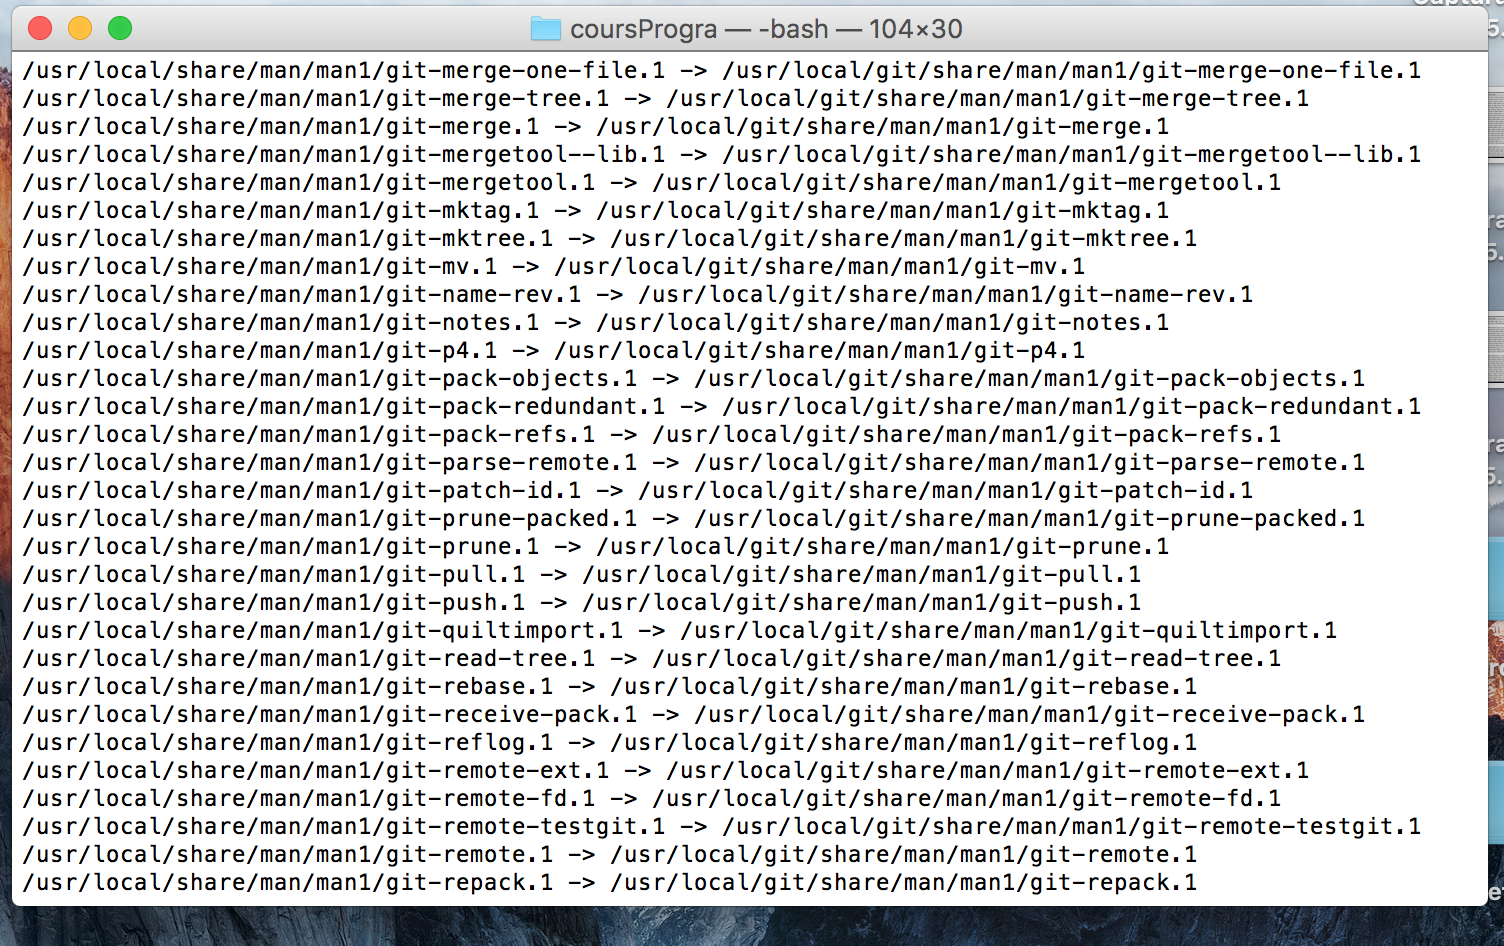 coursProgra — -bash — 104×30
/usr/local/share/man/man1/git-merge-one-file.1 -> /usr/local/git/share/man/man1/git-merge-one-file.1
/usr/local/share/man/man1/git-merge-tree.1 -> /usr/local/git/share/man/man1/git-merge-tree.1
/usr/local/share/man/man1/git-merge.1 -> /usr/local/git/share/man/man1/git-merge.1
/usr/local/share/man/man1/git-mergetool--lib.1 -> /usr/local/git/share/man/man1/git-mergetool--lib.1
/usr/local/share/man/man1/git-mergetool.1 -> /usr/local/git/share/man/man1/git-mergetool.1
/usr/local/share/man/man1/git-mktag.1 -> /usr/local/git/share/man/man1/git-mktag.1
/usr/local/share/man/man1/git-mktree.1 -> /usr/local/git/share/man/man1/git-mktree.1
/usr/local/share/man/man1/git-mv.1 -> /usr/local/git/share/man/man1/git-mv.1
/usr/local/share/man/man1/git-name-rev.1 -> /usr/local/git/share/man/man1/git-name-rev.1
/usr/local/share/man/man1/git-notes.1 -> /usr/local/git/share/man/man1/git-notes.1
/usr/local/share/man/man1/git-p4.1 -> /usr/local/git/share/man/man1/git-p4.1
/usr/local/share/man/man1/git-pack-objects.1 -> /usr/local/git/share/man/man1/git-pack-objects.1
/usr/local/share/man/man1/git-pack-redundant.1 -> /usr/local/git/share/man/man1/git-pack-redundant.1
/usr/local/share/man/man1/git-pack-refs.1 -> /usr/local/git/share/man/man1/git-pack-refs.1
/usr/local/share/man/man1/git-parse-remote.1 -> /usr/local/git/share/man/man1/git-parse-remote.1
/usr/local/share/man/man1/git-patch-id.1 -> /usr/local/git/share/man/man1/git-patch-id.1
/usr/local/share/man/man1/git-prune-packed.1 -> /usr/local/git/share/man/man1/git-prune-packed.1
/usr/local/share/man/man1/git-prune.1 -> /usr/local/git/share/man/man1/git-prune.1
/usr/local/share/man/man1/git-pull.1 -> /usr/local/git/share/man/man1/git-pull.1
/usr/local/share/man/man1/git-push.1 -> /usr/local/git/share/man/man1/git-push.1
/usr/local/share/man/man1/git-quiltimport.1 -> /usr/local/git/share/man/man1/git-quiltimport.1
/usr/local/share/man/man1/git-read-tree.1 -> /usr/local/git/share/man/man1/git-read-tree.1
/usr/local/share/man/man1/git-rebase.1 -> /usr/local/git/share/man/man1/git-rebase.1
/usr/local/share/man/man1/git-receive-pack.1 -> /usr/local/git/share/man/man1/git-receive-pack.1
/usr/local/share/man/man1/git-reflog.1 -> /usr/local/git/share/man/man1/git-reflog.1
/usr/local/share/man/man1/git-remote-ext.1 -> /usr/local/git/share/man/man1/git-remote-ext.1
/usr/local/share/man/man1/git-remote-fd.1 -> /usr/local/git/share/man/man1/git-remote-fd.1
/usr/local/share/man/man1/git-remote-testgit.1 -> /usr/local/git/share/man/man1/git-remote-testgit.1
/usr/local/share/man/man1/git-remote.1 -> /usr/local/git/share/man/man1/git-remote.1
/usr/local/share/man/man1/git-repack.1 -> /usr/local/git/share/man/man1/git-repack.1